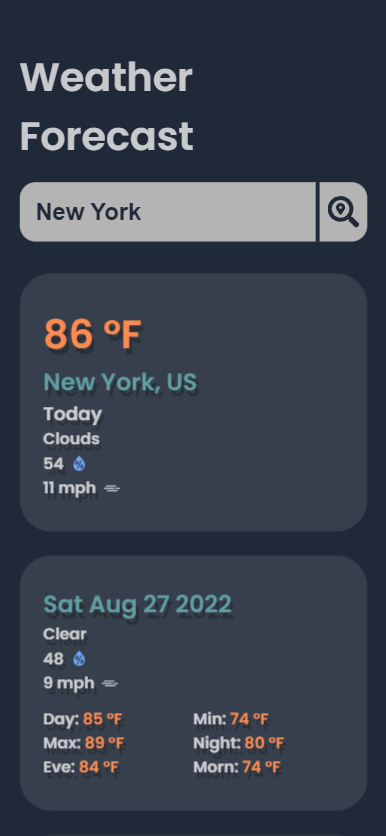 Weather
Forecast
New York
86 °F
New York, US
Today
Clouds
54
11 mph
Sat Aug 27 2022
Clear
48
9 mph
Day: 85 °F Min: 74 °F
Max: 89 °F Night: 80 °F
Eve: 84 °F Morn: 74 °F